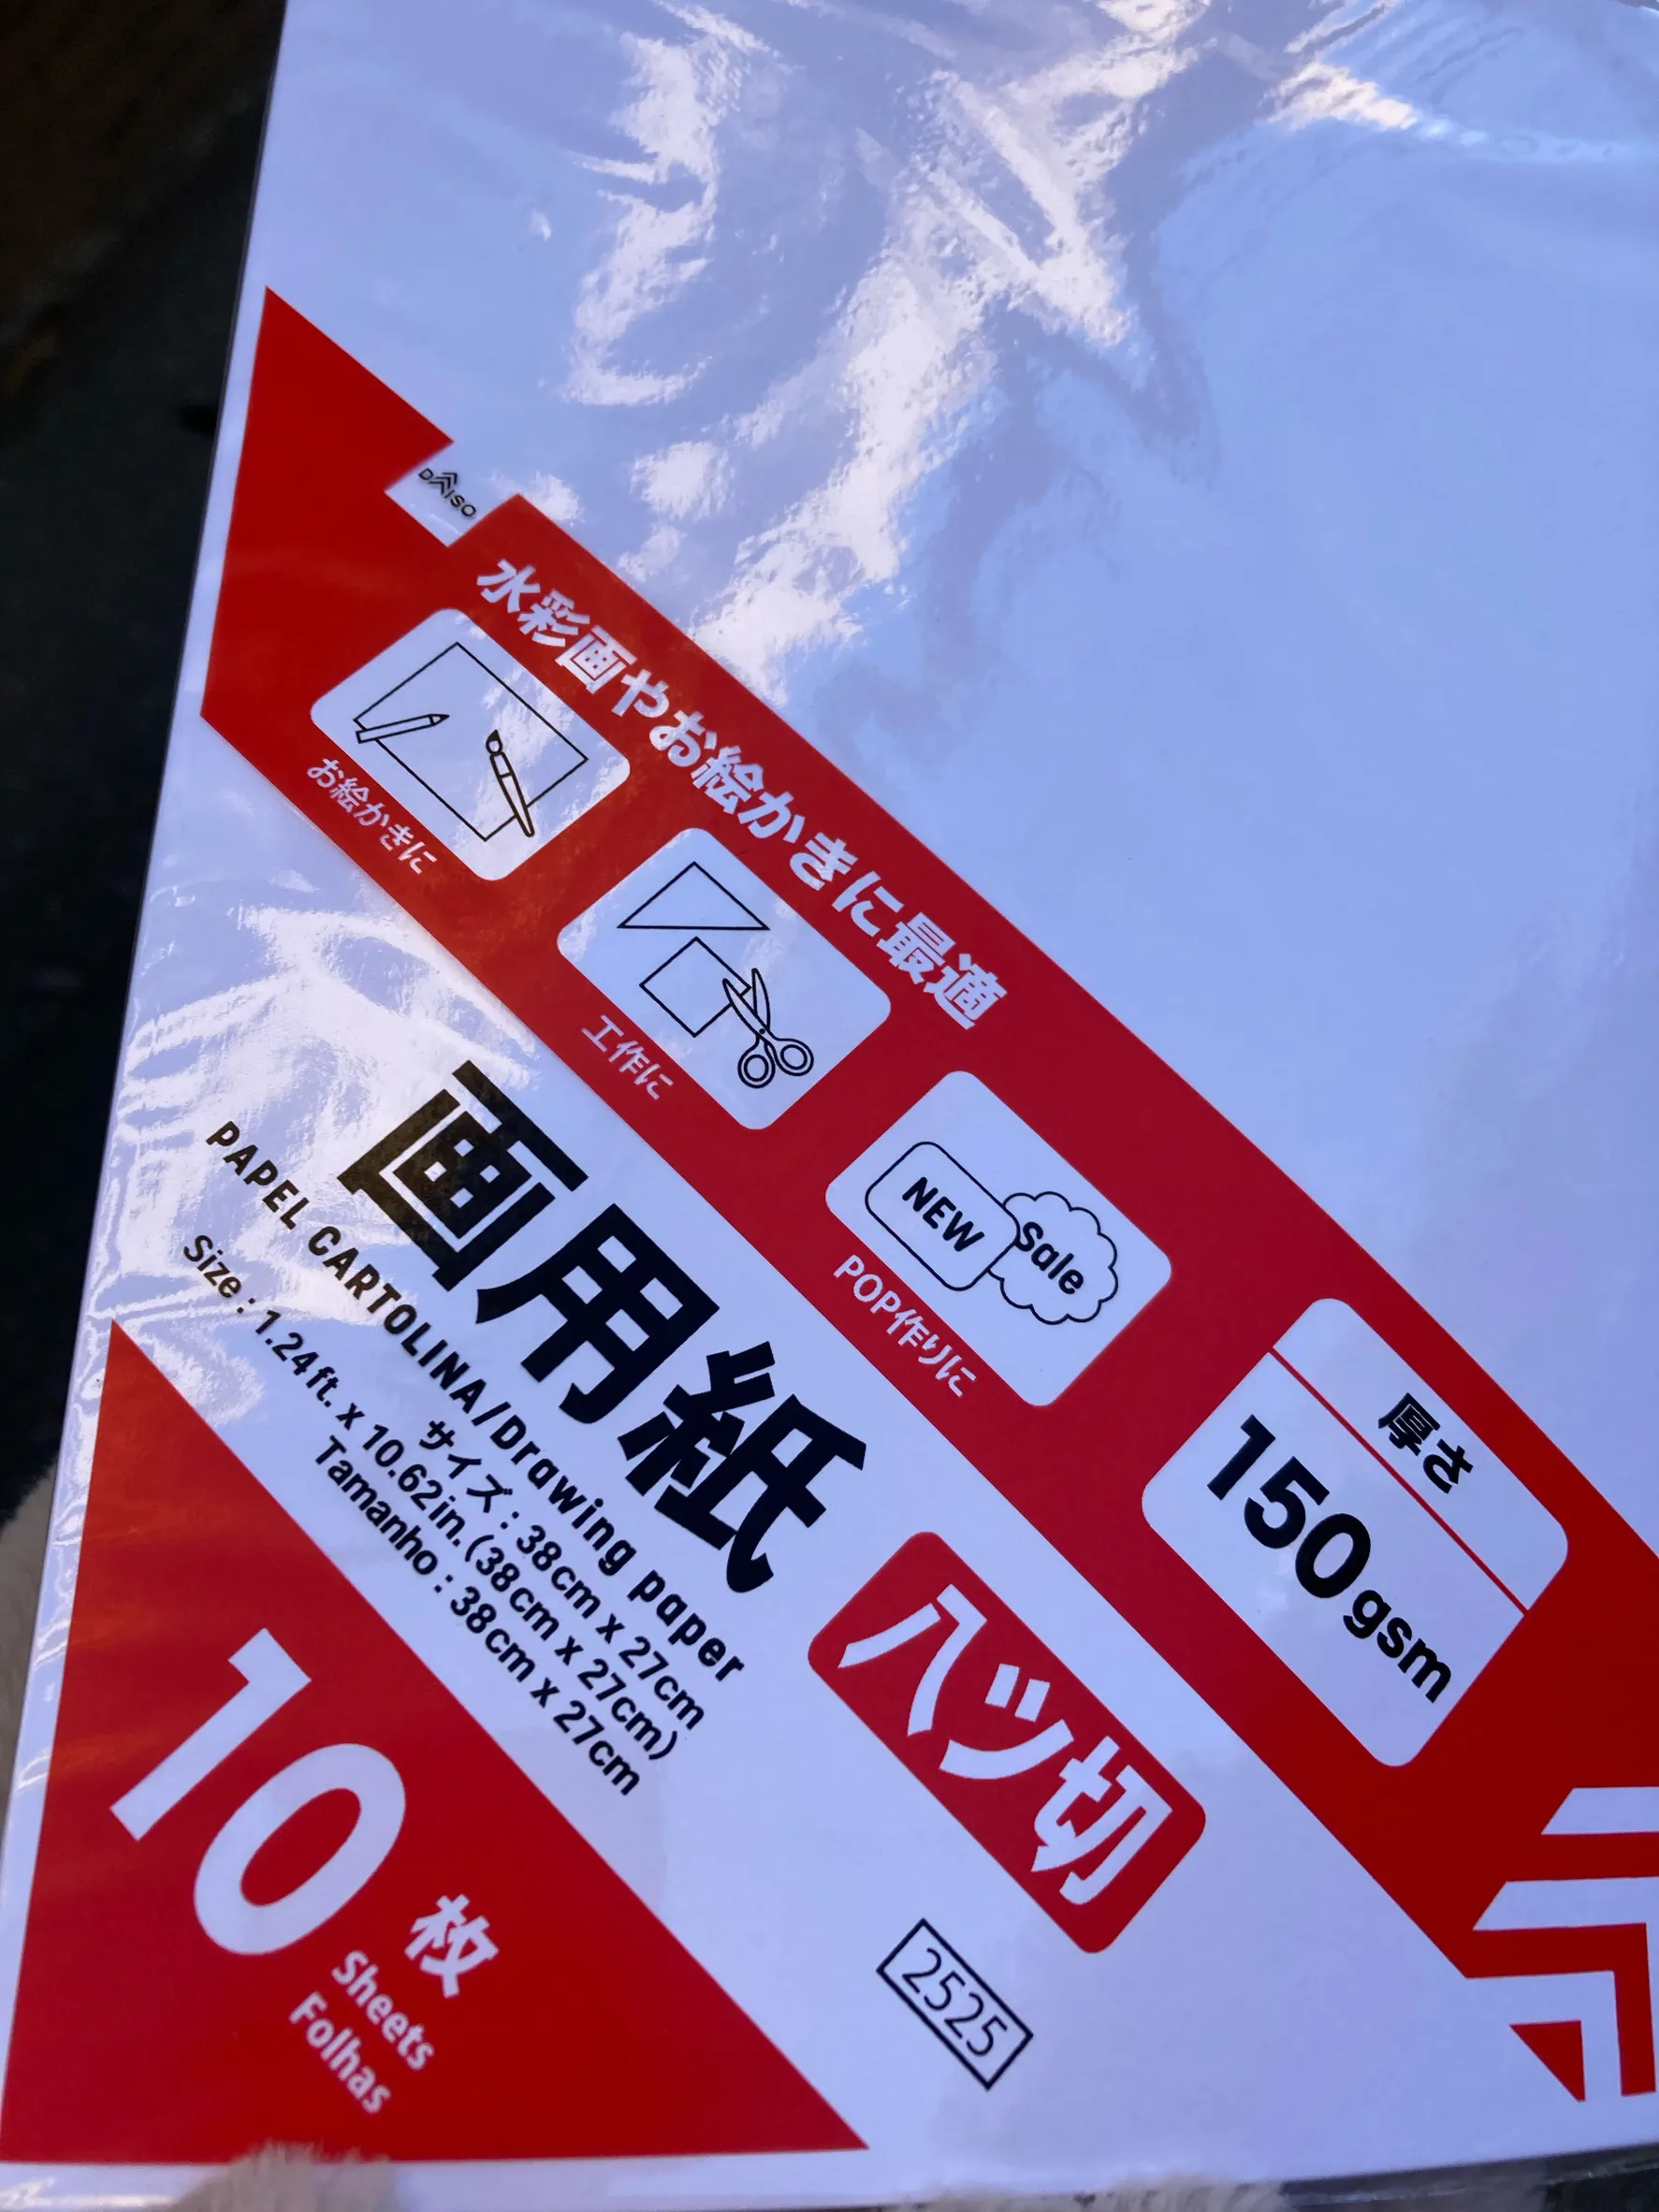 DAISO
水彩画やお絵かきに最適
お絵かきに
工作に
NEW
Sale
POP作りに
厚さ
150gsm
画用紙
PAPEL CARTOLINA/Drawing paper
サイズ：38cm x 27cm
Size : 1.24ft. x 10.62in.(38cm x 27cm)
Tamanho : 38cm x 27cm
八ッ切
10枚
Sheets
Folhas
2525